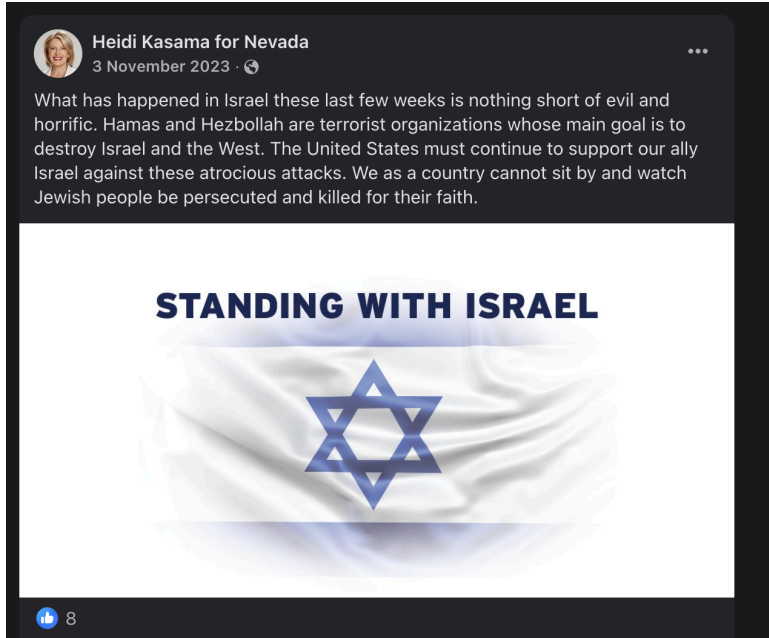 Heidi Kasama for Nevada
3 November 2023 ·
What has happened in Israel these last few weeks is nothing short of evil and
horrific. Hamas and Hezbollah are terrorist organizations whose main goal is to
destroy Israel and the West. The United States must continue to support our ally
Israel against these atrocious attacks. We as a country cannot sit by and watch
Jewish people be persecuted and killed for their faith.
STANDING WITH ISRAEL
8